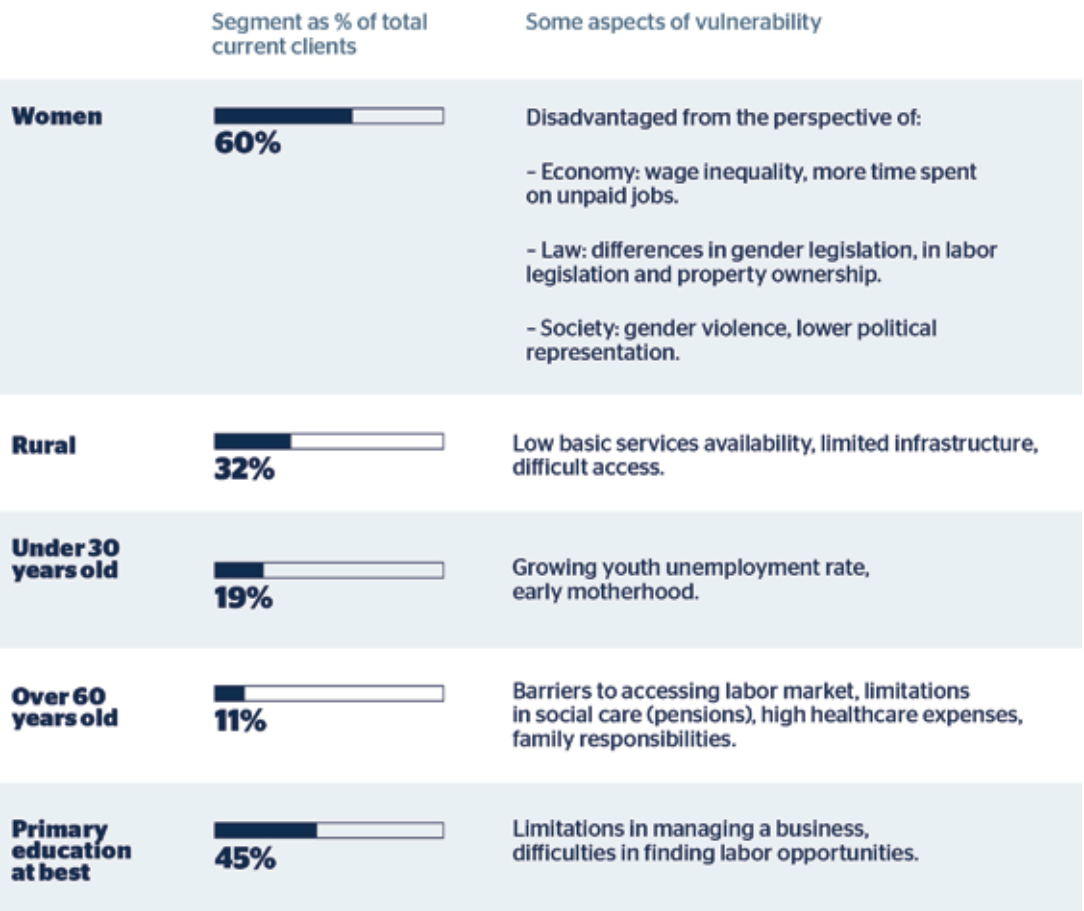 Segment as % of total
current clients
Some aspects of vulnerability
Women
60%
Disadvantaged from the perspective of:
– Economy: wage inequality, more time spent
on unpaid jobs.
– Law: differences in gender legislation, in labor
legislation and property ownership.
– Society: gender violence, lower political
representation.
Rural
32%
Low basic services availability, limited infrastructure,
difficult access.
Under 30
years old
19%
Growing youth unemployment rate,
early motherhood.
Over 60
years old
11%
Barriers to accessing labor market, limitations
in social care (pensions), high healthcare expenses,
family responsibilities.
Primary
education
at best
45%
Limitations in managing a business,
difficulties in finding labor opportunities.